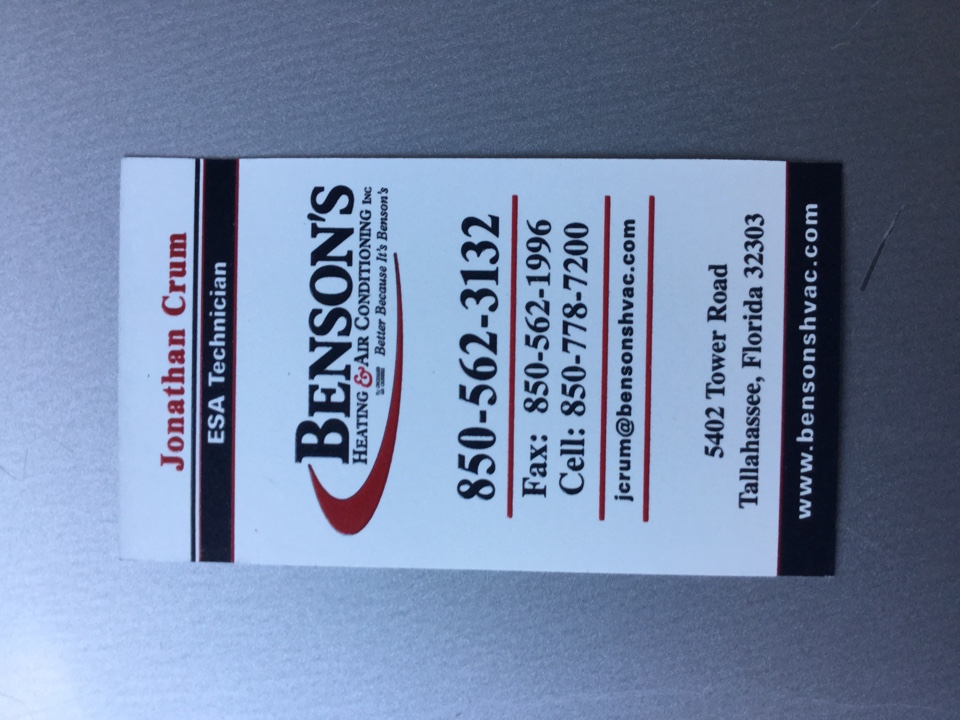 Jonathan Crum
ESA Technician
BENSON'S
HEATING & AIR CONDITIONING INC
Better Because It's Benson's
850-562-3132
Fax: 850-562-1996
Cell: 850-778-7200
jcrum@bensonshvac.com
5402 Tower Road
Tallahassee, Florida 32303
www.bensonshvac.com